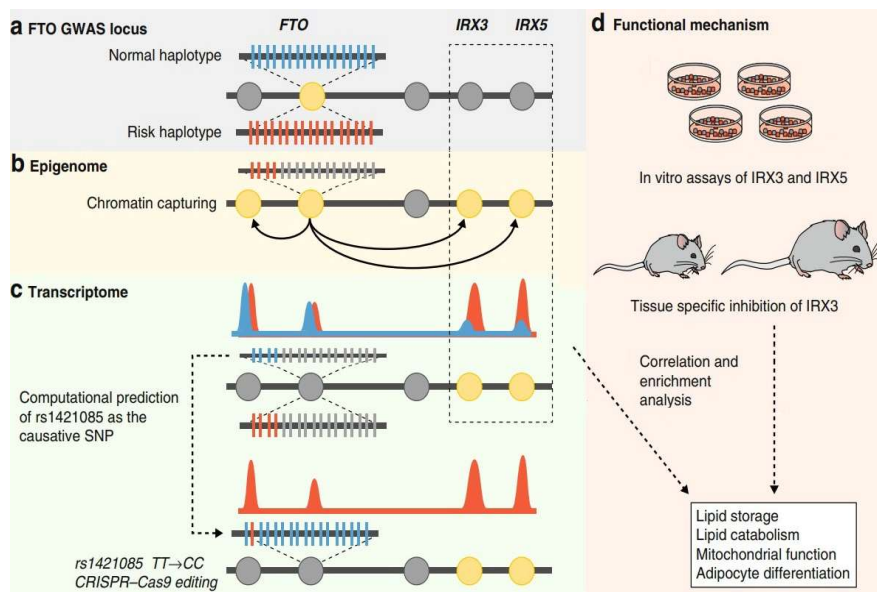 a FTO GWAS locus
FTO
IRX3
IRX5
Normal haplotype
Risk haplotype
b Epigenome
Chromatin capturing
c Transcriptome
Computational prediction
of rs1421085 as the
causative SNP
rs1421085 TT→CC
CRISPR–Cas9 editing
d Functional mechanism
In vitro assays of IRX3 and IRX5
Tissue specific inhibition of IRX3
Correlation and
enrichment
analysis
Lipid storage
Lipid catabolism
Mitochondrial function
Adipocyte differentiation